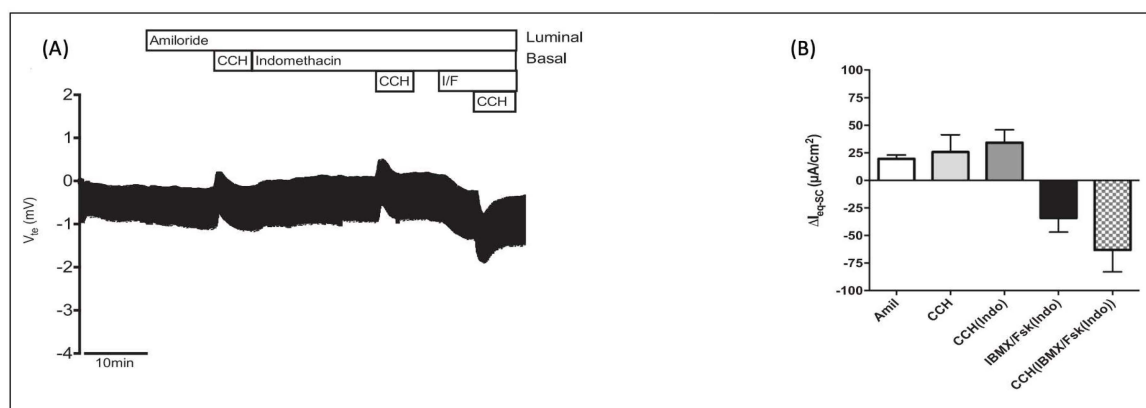 (A)
Amiloride Luminal
CCH Indomethacin Basal
CCH I/F
CCH
2
1
0
-1
-2
-3
-4
Vte (mV)
10min
(B)
100
75
50
25
0
-25
-50
-75
-100
ΔIeq-SC (µA/cm2)
Amil
CCH
CCH(Indo)
IBMX/Fsk(Indo)
CCH(IBMX/Fsk(Indo))